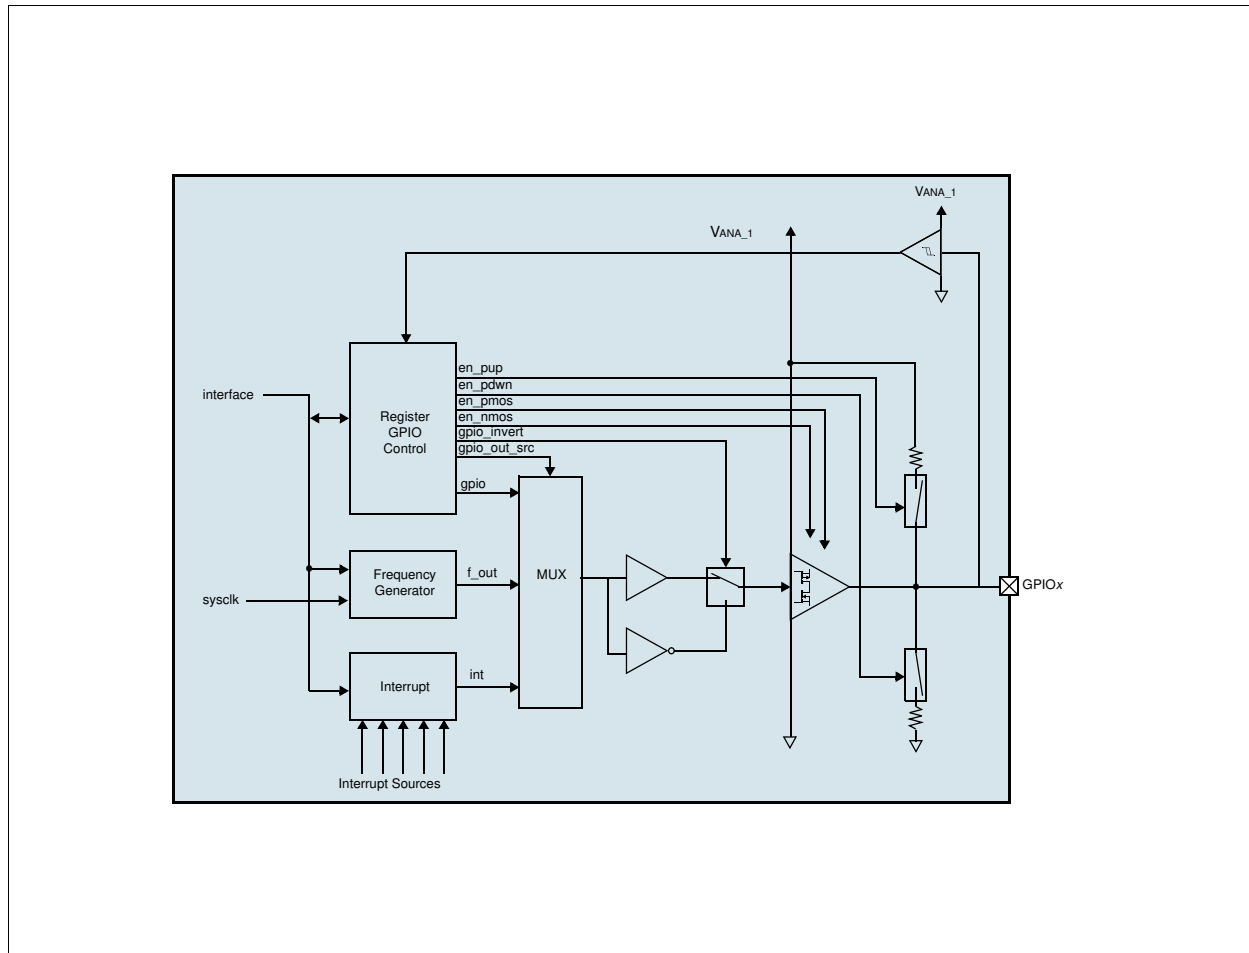 VANA_1
VANA_1
en_pup
interface
en_pdwn
en_pmos
Register
GPIO
Control
en_nmos
gpio_invert
gpio_out_src
gpio
Frequency
Generator
f_out
MUX
GPIOx
sysclk
Interrupt
int
Interrupt Sources